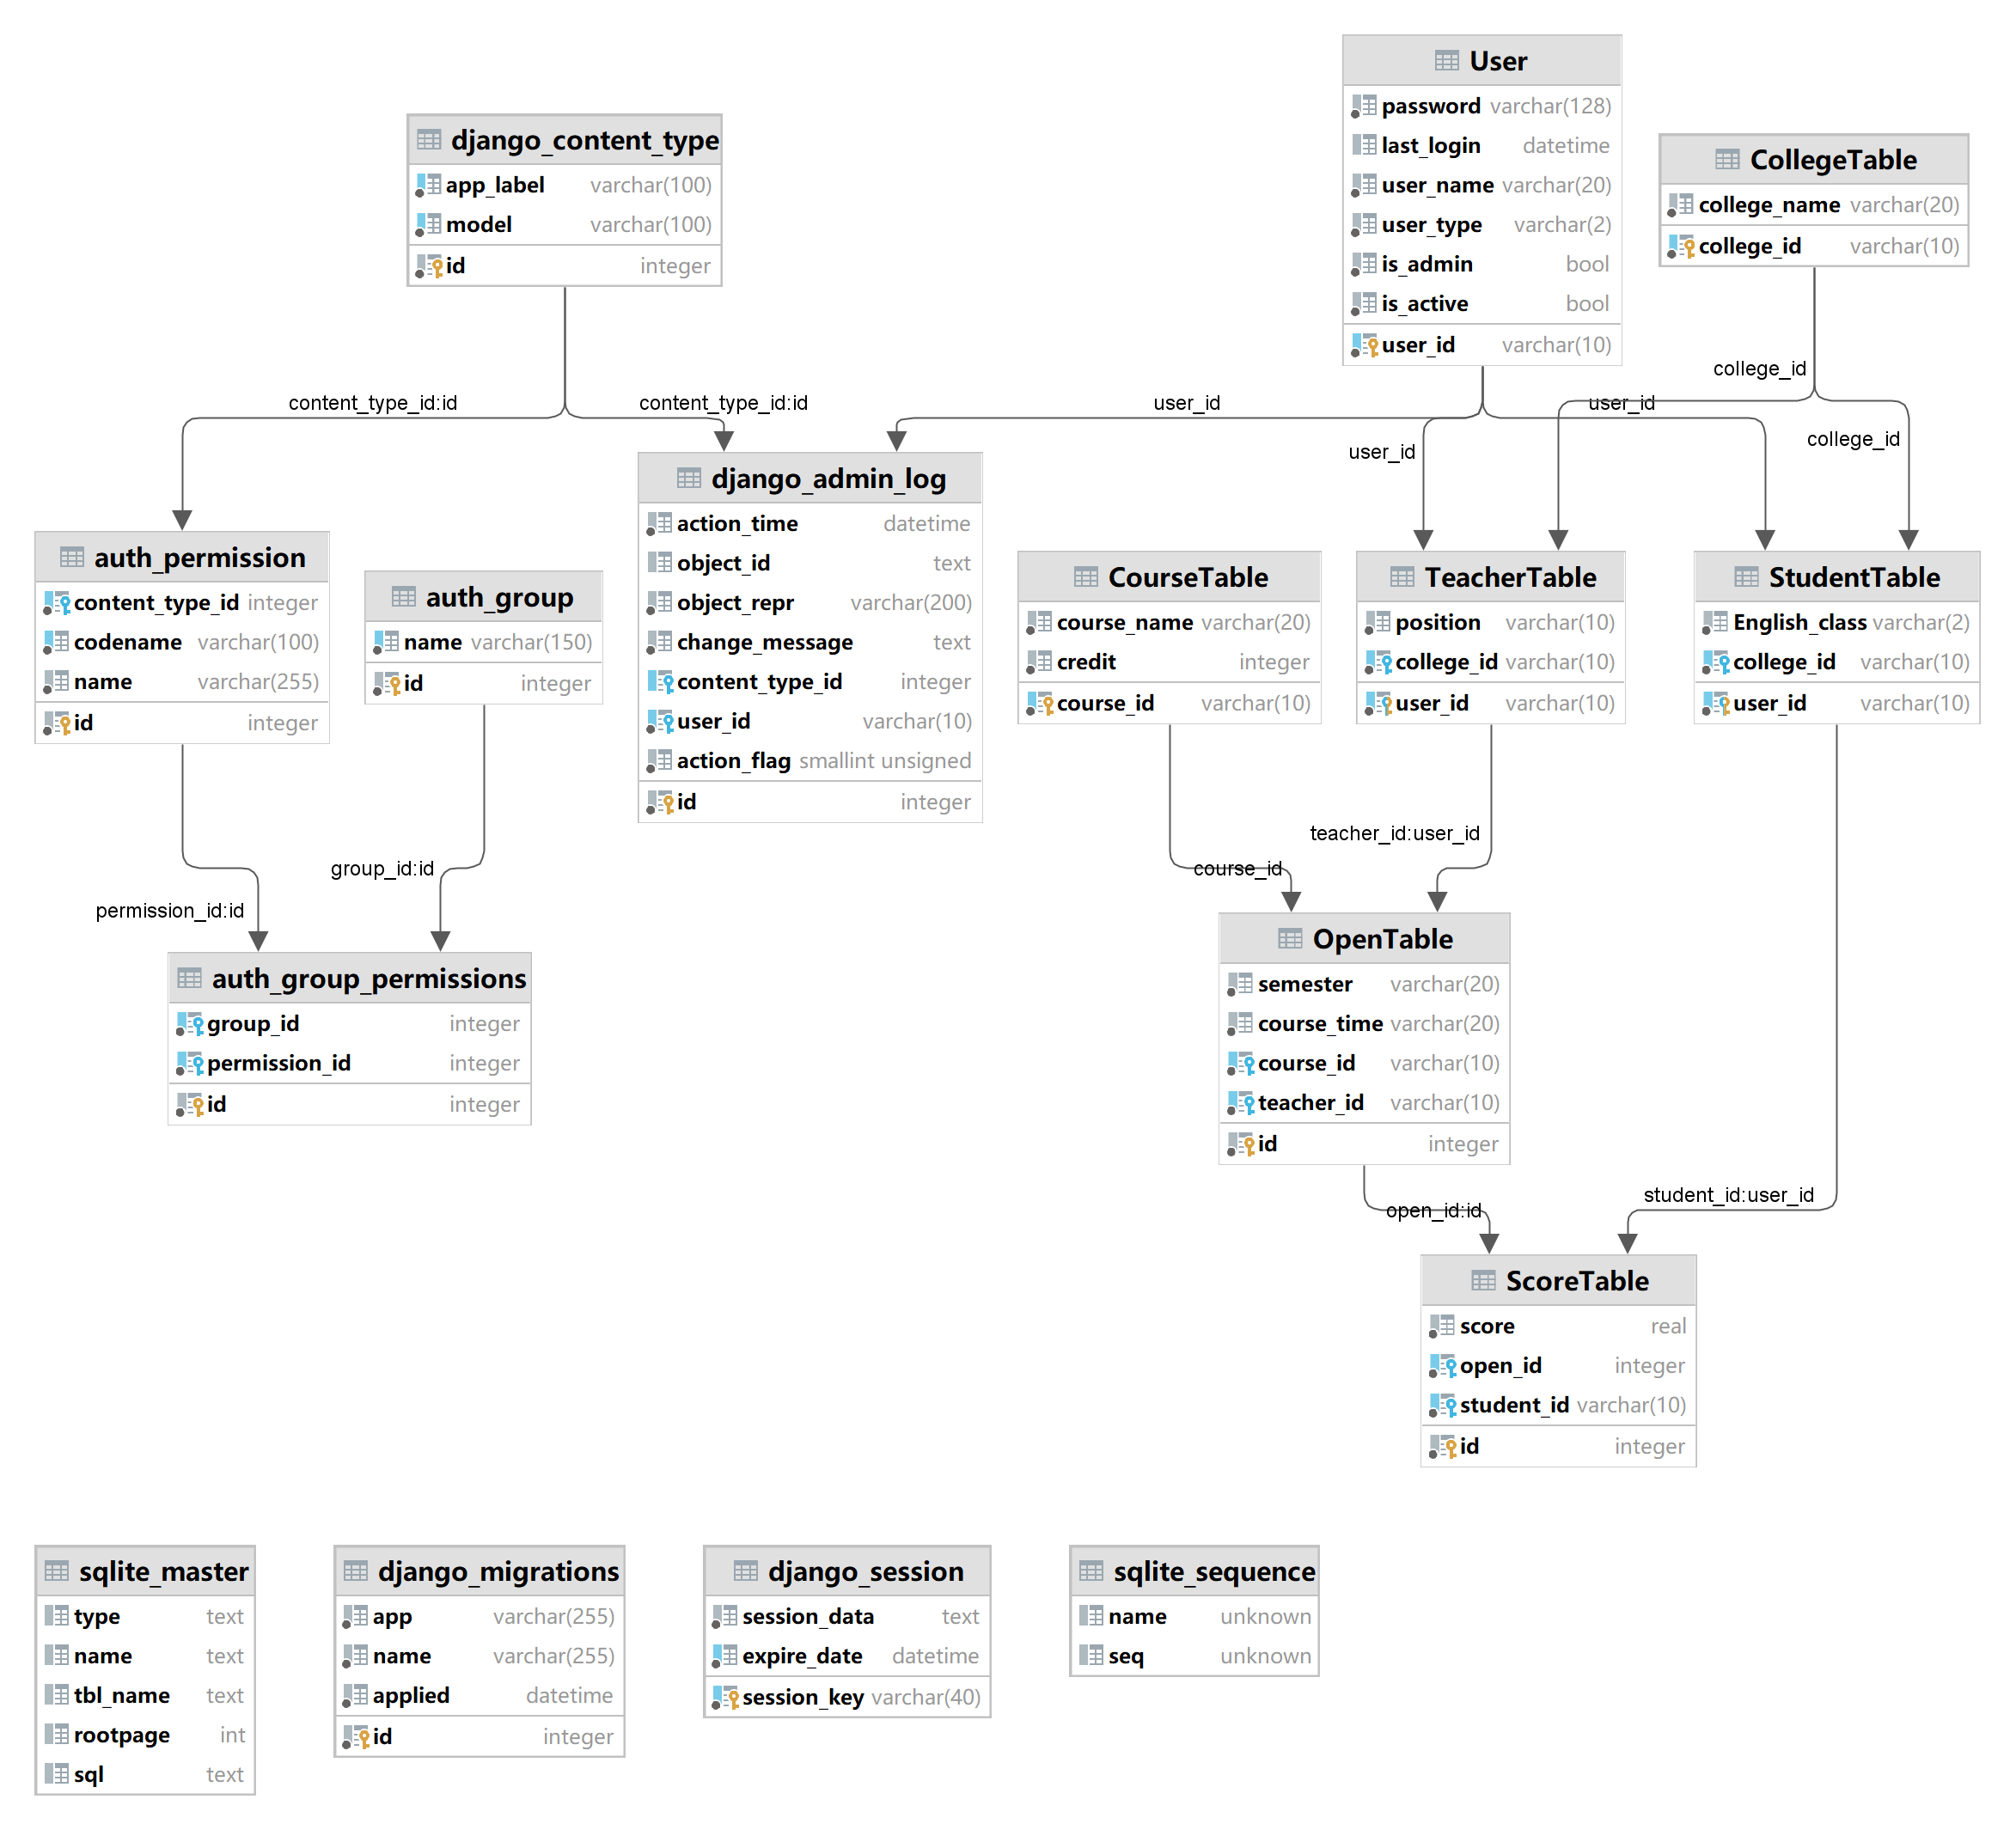 User
password varchar(128)
last_login datetime
user_name varchar(20)
user_type varchar(2)
is_admin bool
is_active bool
user_id varchar(10)
django_content_type
app_label varchar(100)
model varchar(100)
id integer
CollegeTable
college_name varchar(20)
college_id varchar(10)
college_id
content_type_id:id
content_type_id:id
user_id
user_id
user_id
college_id
django_admin_log
action_time datetime
object_id text
object_repr varchar(200)
change_message text
content_type_id integer
user_id varchar(10)
action_flag smallint unsigned
id integer
auth_permission
content_type_id integer
codename varchar(100)
name varchar(255)
id integer
auth_group
name varchar(150)
id integer
CourseTable
course_name varchar(20)
credit integer
course_id varchar(10)
TeacherTable
position varchar(10)
college_id varchar(10)
user_id varchar(10)
StudentTable
English_class varchar(2)
college_id varchar(10)
user_id varchar(10)
teacher_id:user_id
group_id:id
course_id
permission_id:id
OpenTable
semester varchar(20)
course_time varchar(20)
course_id varchar(10)
teacher_id varchar(10)
id integer
auth_group_permissions
group_id integer
permission_id integer
id integer
student_id:user_id
open_id:id
ScoreTable
score real
open_id integer
student_id varchar(10)
id integer
sqlite_master
type text
name text
tbl_name text
rootpage int
sql text
django_migrations
app varchar(255)
name varchar(255)
applied datetime
id integer
django_session
session_data text
expire_date datetime
session_key varchar(40)
sqlite_sequence
name unknown
seq unknown